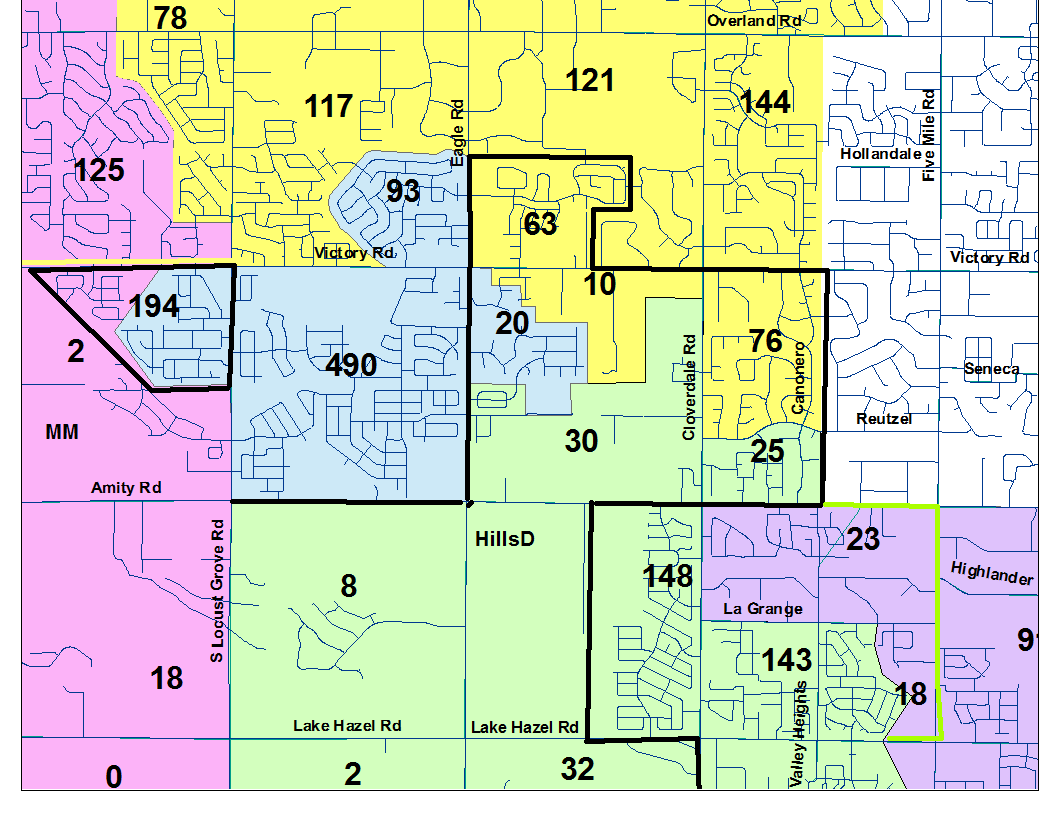 78
Overland Rd
117
121
144
Eagle Rd
Five Mile Rd
Hollandale
125
93
63
Victory Rd
Victory Rd
10
194
20
2
490
76
Cloverdale Rd
Canonero
Seneca
Reutzel
MM
30
25
Amity Rd
S Locust Grove Rd
HillsD
23
8
148
Highlander
La Grange
9
143
18
18
Valley Heights
Lake Hazel Rd
Lake Hazel Rd
0
2
32